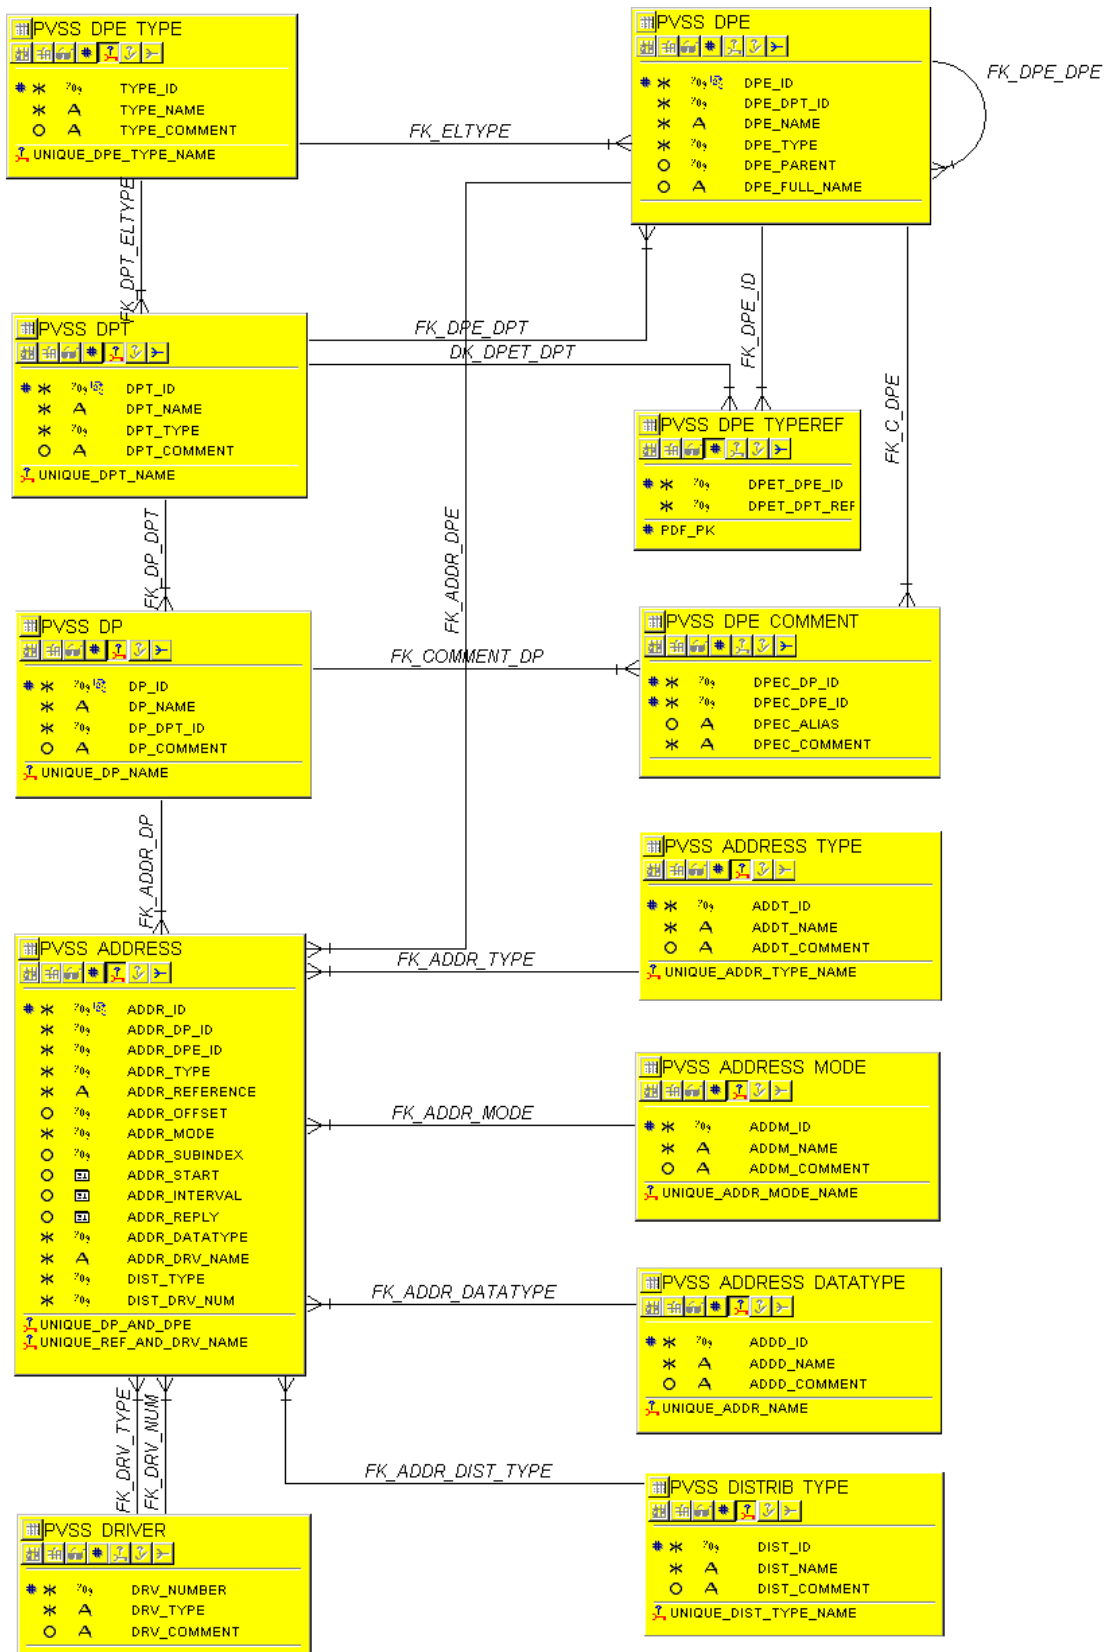 PVSS DPE TYPE
TYPE_ID
TYPE_NAME
TYPE_COMMENT
UNIQUE_DPE_TYPE_NAME
PVSS DPE
DPE_ID
DPE_DPT_ID
DPE_NAME
DPE_TYPE
DPE_PARENT
DPE_FULL_NAME
FK_DPE_DPE
FK_ELTYPE
FK_DPT_ELTYPE
FK_DPE_DPT
DK_DPET_DPT
FK_DPE_ID
FK_C_DPE
PVSS DPT
DPT_ID
DPT_NAME
DPT_TYPE
DPT_COMMENT
UNIQUE_DPT_NAME
PVSS DPE TYPEREF
DPET_DPE_ID
DPET_DPT_REF
PDF_PK
FK_DP_DPT
FK_ADDR_DPE
PVSS DP
DP_ID
DP_NAME
DP_DPT_ID
DP_COMMENT
UNIQUE_DP_NAME
FK_COMMENT_DP
PVSS DPE COMMENT
DPEC_DP_ID
DPEC_DPE_ID
DPEC_ALIAS
DPEC_COMMENT
FK_ADDR_DP
PVSS ADDRESS TYPE
ADDT_ID
ADDT_NAME
ADDT_COMMENT
UNIQUE_ADDR_TYPE_NAME
FK_ADDR_TYPE
PVSS ADDRESS
ADDR_ID
ADDR_DP_ID
ADDR_DPE_ID
ADDR_TYPE
ADDR_REFERENCE
ADDR_OFFSET
ADDR_MODE
ADDR_SUBINDEX
ADDR_START
ADDR_INTERVAL
ADDR_REPLY
ADDR_DATATYPE
ADDR_DRV_NAME
DIST_TYPE
DIST_DRV_NUM
UNIQUE_DP_AND_DPE
UNIQUE_REF_AND_DRV_NAME
FK_ADDR_MODE
PVSS ADDRESS MODE
ADDM_ID
ADDM_NAME
ADDM_COMMENT
UNIQUE_ADDR_MODE_NAME
FK_ADDR_DATATYPE
PVSS ADDRESS DATATYPE
ADDD_ID
ADDD_NAME
ADDD_COMMENT
UNIQUE_ADDR_NAME
FK_DRV_TYPE
FK_DRV_NUM
FK_ADDR_DIST_TYPE
PVSS DISTRIB TYPE
DIST_ID
DIST_NAME
DIST_COMMENT
UNIQUE_DIST_TYPE_NAME
PVSS DRIVER
DRV_NUMBER
DRV_TYPE
DRV_COMMENT